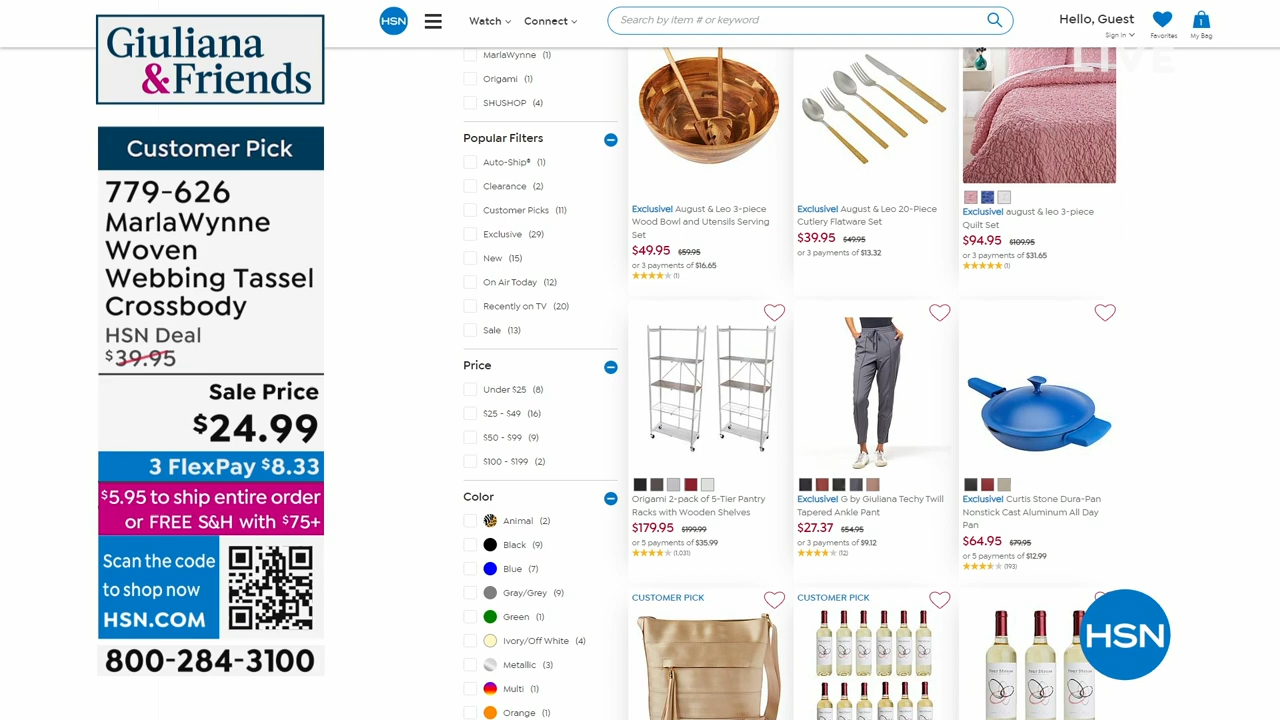 Giuliana
&Friends
Customer Pick
779-626
MarlaWynne
Woven
Webbing Tassel
Crossbody
HSN Deal
$39.95
Sale Price
$24.99
3 FlexPay $8.33
$5.95 to ship entire order
or FREE S&H with $75+
Scan the code
to shop now
HSN.COM
800-284-3100
HSN
Watch
Connect
Search by item # or keyword
Hello, Guest
Sign In
Favorites
1
My Bag
LIVE
MarlaWynne (1)
Origami (1)
SHUSHOP (4)
Popular Filters
Auto-Ship® (1)
Clearance (2)
Customer Picks (11)
Exclusive (29)
New (15)
On Air Today (12)
Recently on TV (20)
Sale (13)
Price
Under $25 (8)
$25 - $49 (16)
$50 - $99 (9)
$100 - $199 (2)
Color
Animal (2)
Black (9)
Blue (7)
Gray/Grey (9)
Green (1)
Ivory/Off White (4)
Metallic (3)
Multi (1)
Orange (1)
Exclusive! August & Leo 3-piece
Wood Bowl and Utensils Serving
Set
$49.95 $59.95
or 3 payments of $16.65
(1)
Exclusive! August & Leo 20-Piece
Cutlery Flatware Set
$39.95 $49.95
or 3 payments of $13.32
Exclusive! august & leo 3-piece
Quilt Set
$94.95 $109.95
or 3 payments of $31.65
(1)
Origami 2-pack of 5-Tier Pantry
Racks with Wooden Shelves
$179.95 $199.99
or 5 payments of $35.99
(1,031)
Exclusive! G by Giuliana Techy Twill
Tapered Ankle Pant
$27.37 $54.95
or 3 payments of $9.12
(12)
Exclusive! Curtis Stone Dura-Pan
Nonstick Cast Aluminum All Day
Pan
$64.95 $79.95
or 5 payments of $12.99
(193)
CUSTOMER PICK
CUSTOMER PICK
HSN